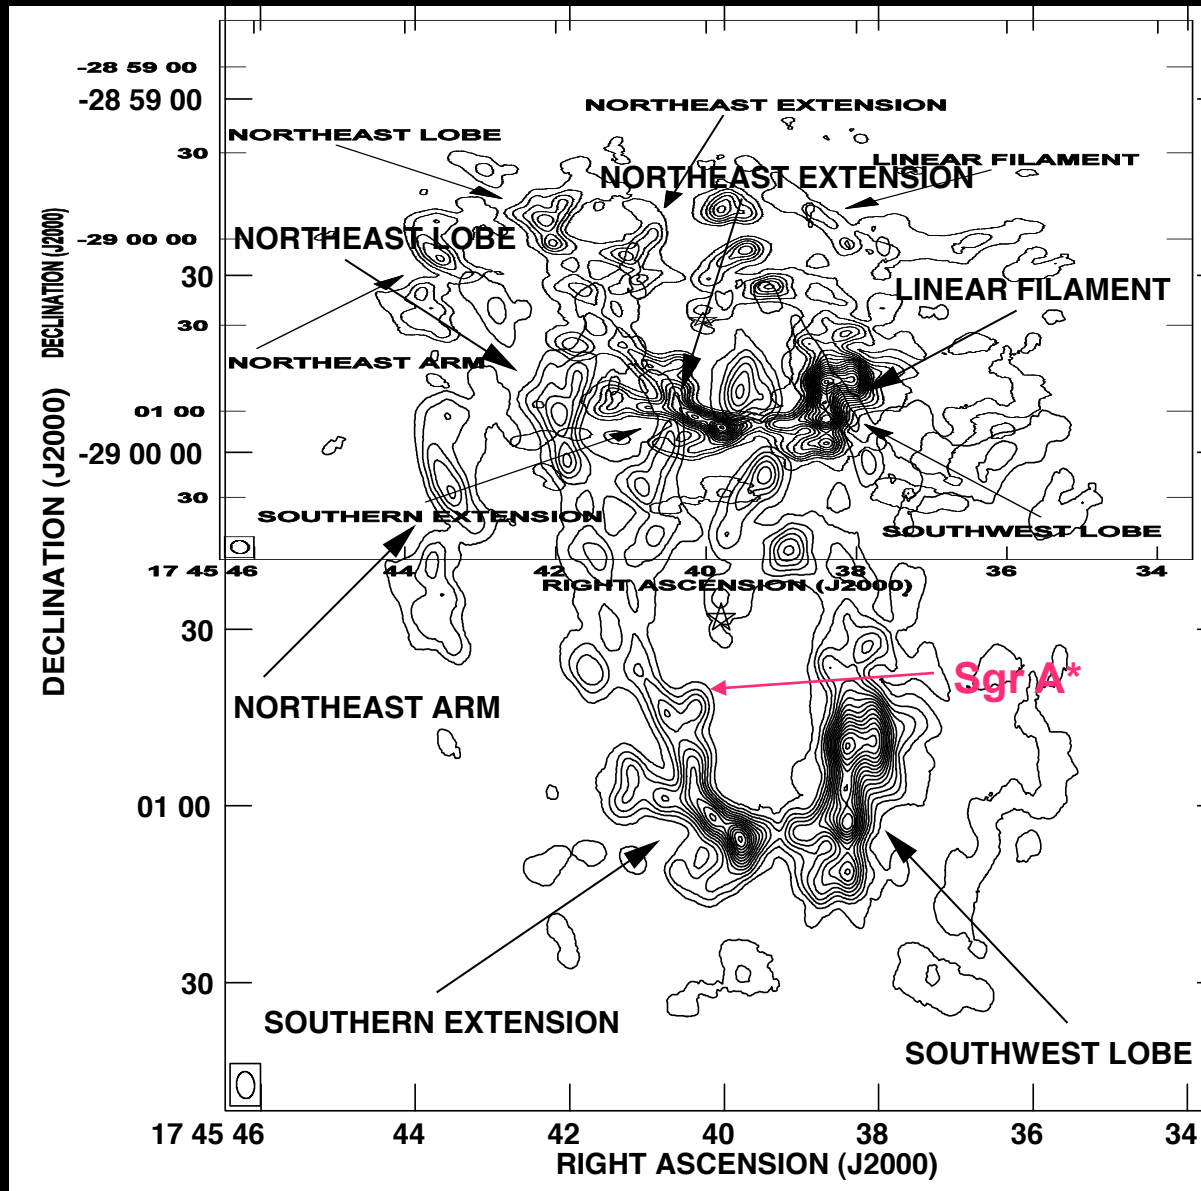 -28 59 00
-28 59 00
NORTHEAST EXTENSION
NORTHEAST LOBE
30
LINEAR FILAMENT
NORTHEAST EXTENSION
DECLINATION (J2000)
-29 00 00
NORTHEAST LOBE
30
LINEAR FILAMENT
30
NORTHEAST ARM
01 00
DECLINATION (J2000)
-29 00 00
30
SOUTHERN EXTENSION
SOUTHWEST LOBE
17 45 46 44 42 40 38 36 34
RIGHT ASCENSION (J2000)
30
Sgr A*
NORTHEAST ARM
01 00
30
SOUTHERN EXTENSION
SOUTHWEST LOBE
17 45 46 44 42 40 38 36 34
RIGHT ASCENSION (J2000)